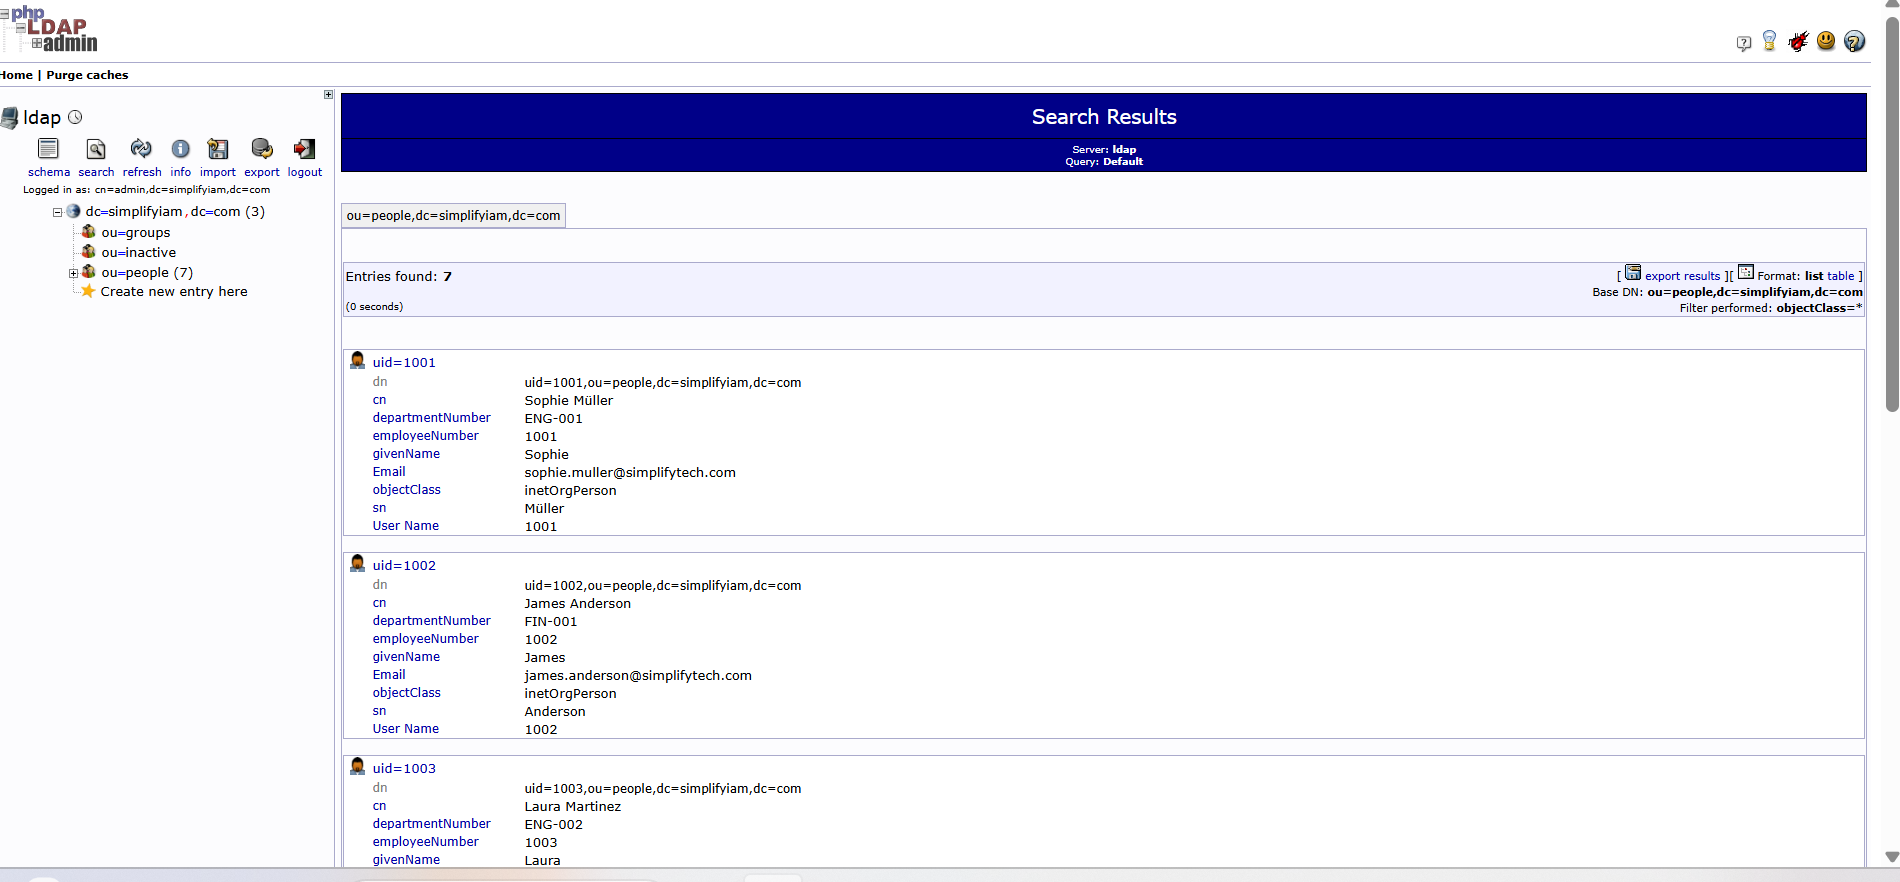 php
LDAP
admin
Home | Purge caches
ldap
schema search refresh info import export logout
Logged in as: cn=admin,dc=simplifyiam,dc=com
dc=simplifyiam,dc=com (3)
ou=groups
ou=inactive
ou=people (7)
Create new entry here
Search Results
Server: ldap
Query: Default
ou=people,dc=simplifyiam,dc=com
Entries found: 7
(0 seconds)
[ export results ][ Format: list table ]
Base DN: ou=people,dc=simplifyiam,dc=com
Filter performed: objectClass=*
uid=1001
dn uid=1001,ou=people,dc=simplifyiam,dc=com
cn Sophie Müller
departmentNumber ENG-001
employeeNumber 1001
givenName Sophie
Email sophie.muller@simplifytech.com
objectClass inetOrgPerson
sn Müller
User Name 1001
uid=1002
dn uid=1002,ou=people,dc=simplifyiam,dc=com
cn James Anderson
departmentNumber FIN-001
employeeNumber 1002
givenName James
Email james.anderson@simplifytech.com
objectClass inetOrgPerson
sn Anderson
User Name 1002
uid=1003
dn uid=1003,ou=people,dc=simplifyiam,dc=com
cn Laura Martinez
departmentNumber ENG-002
employeeNumber 1003
givenName Laura